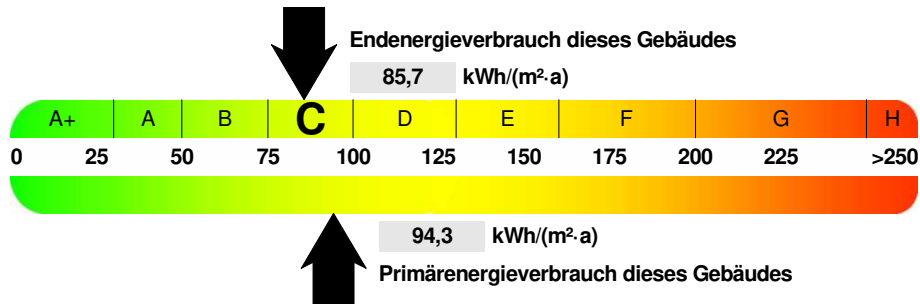 Endenergieverbrauch dieses Gebäudes
85,7 kWh/(m²·a)
A+ A B C D E F G H
0 25 50 75 100 125 150 175 200 225 >250
94,3 kWh/(m²·a)
Primärenergieverbrauch dieses Gebäudes